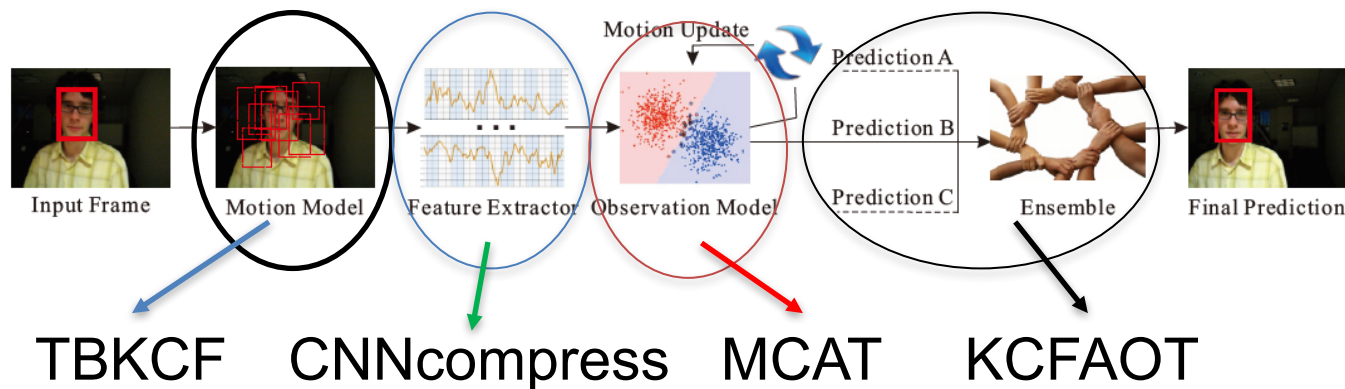 Motion Update
Prediction A
Prediction B
Prediction C
. . .
Input Frame
Motion Model
Feature Extractor
Observation Model
Ensemble
Final Prediction
TBKCF
CNNcompress
MCAT
KCFAOT